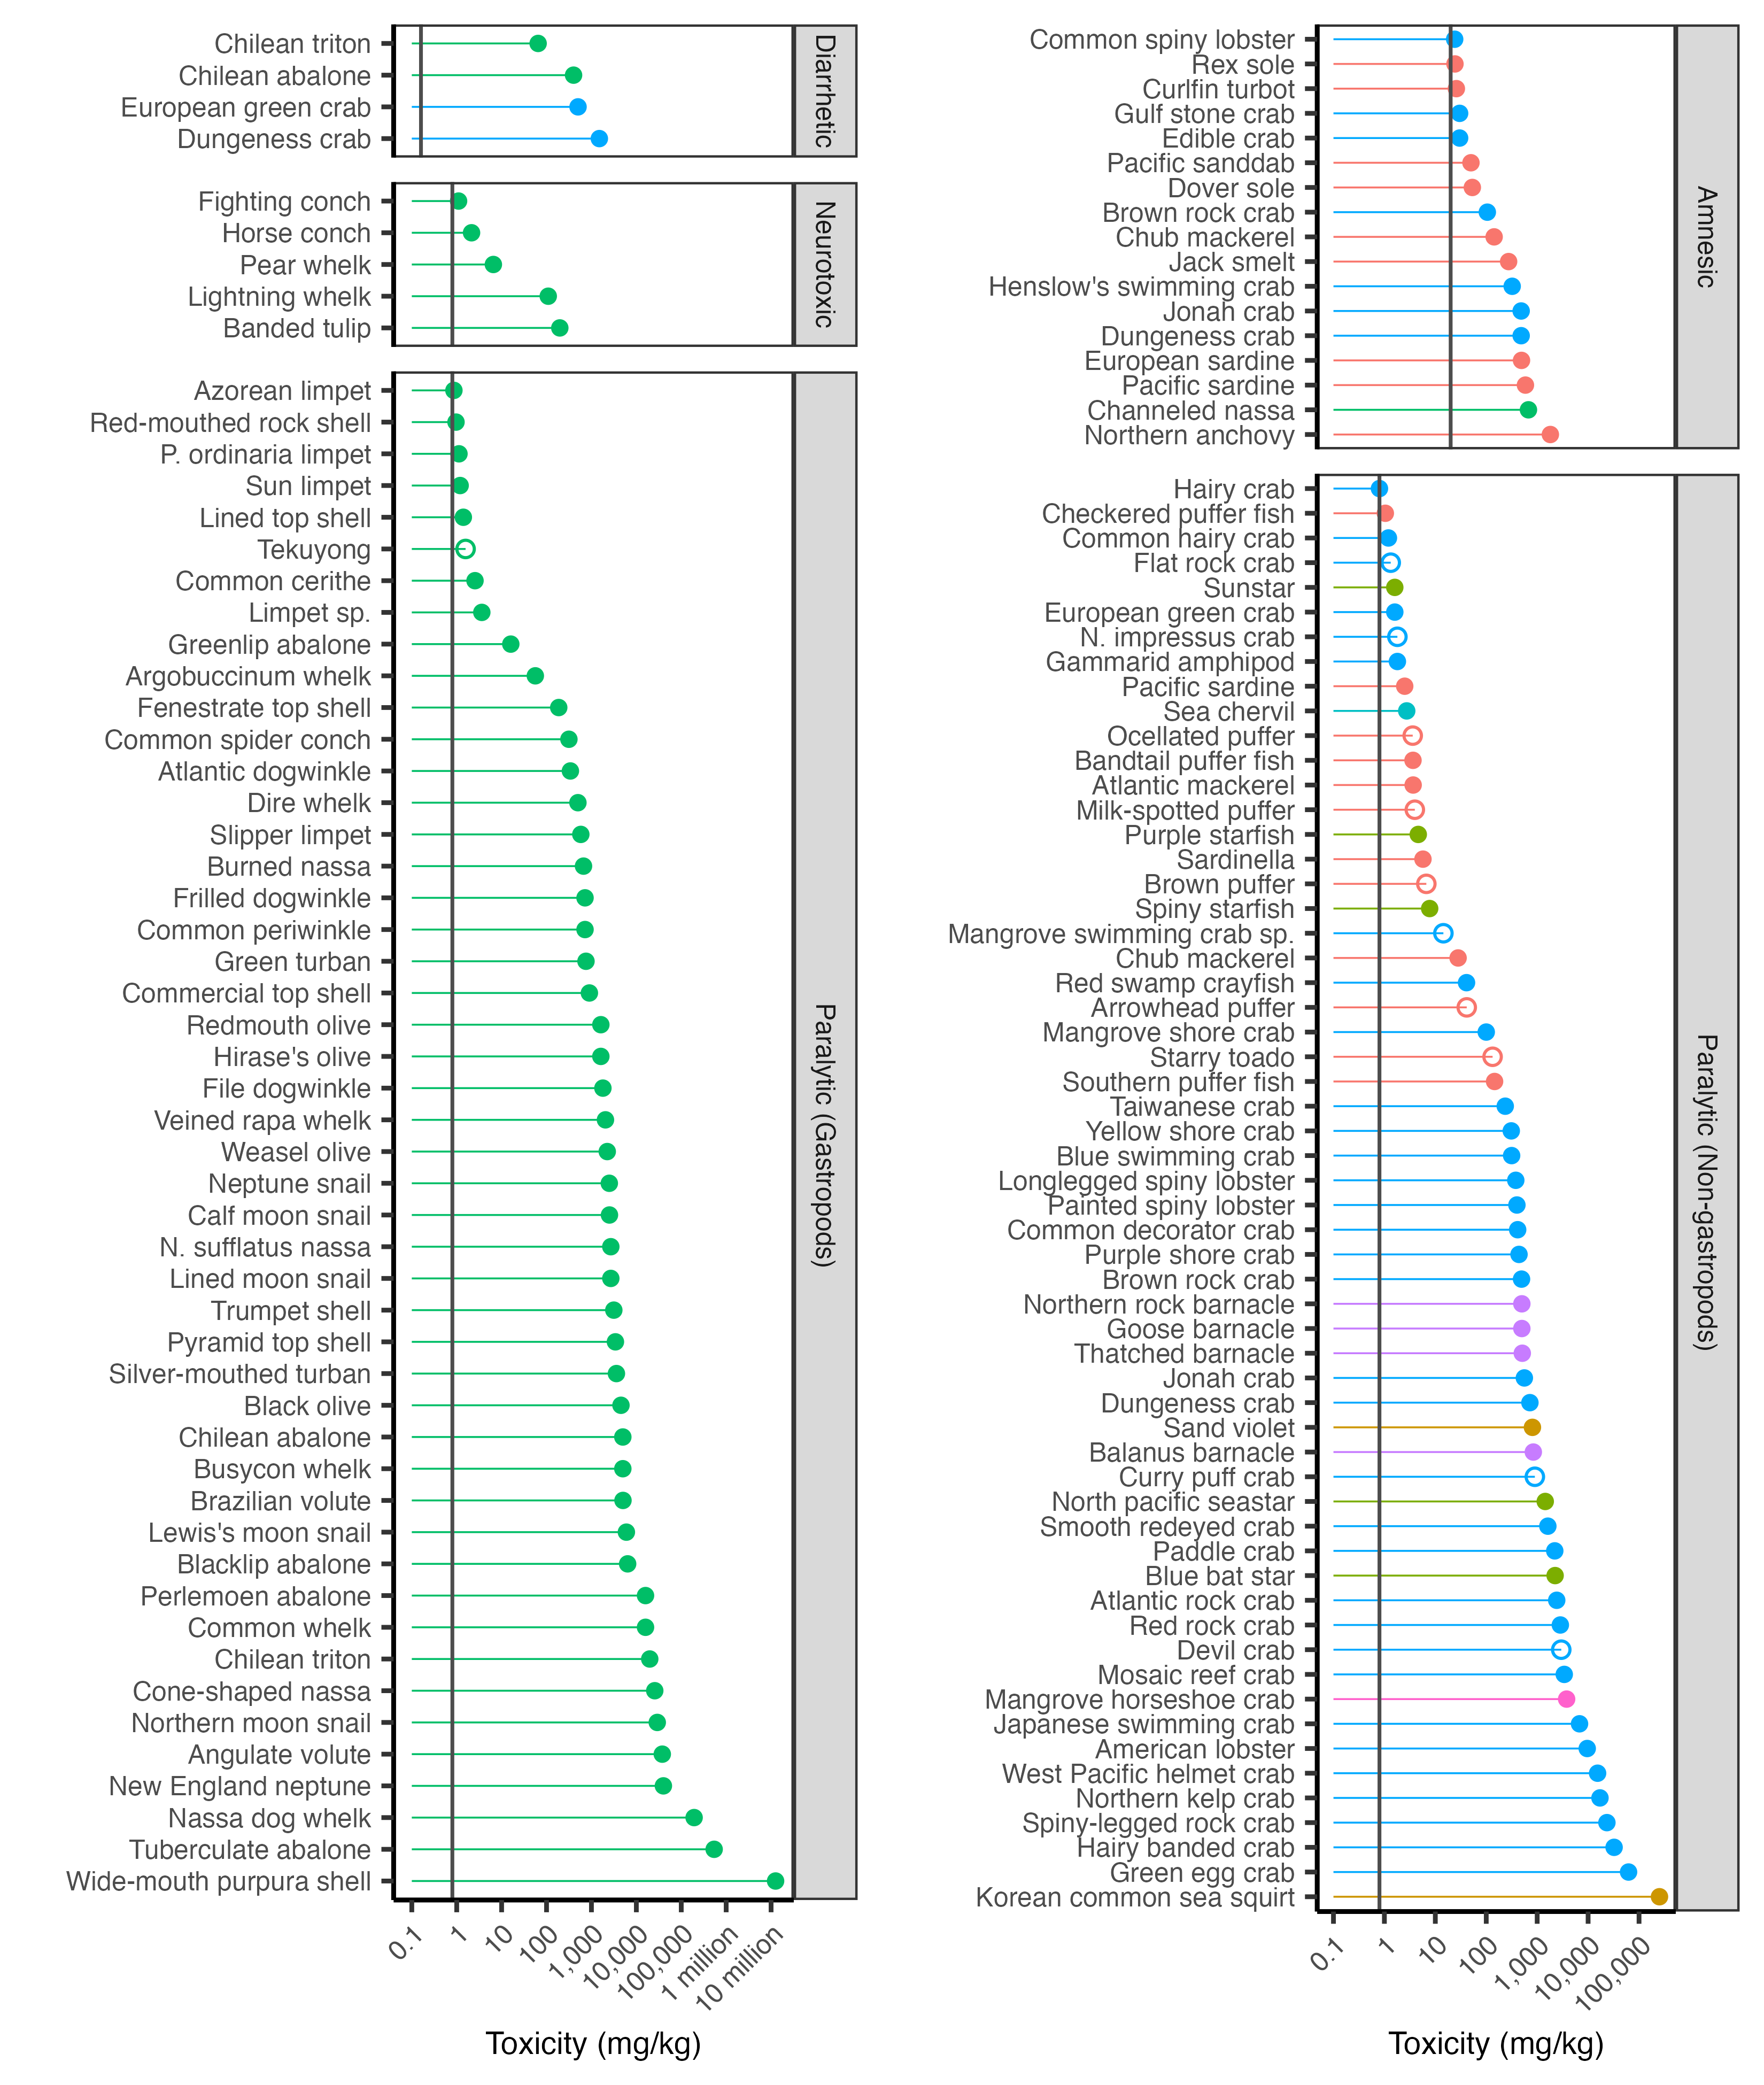 Chilean triton
Chilean abalone
European green crab
Dungeness crab
Diarrhetic
Fighting conch
Horse conch
Pear whelk
Lightning whelk
Banded tulip
Neurotoxic
Azorean limpet
Red-mouthed rock shell
P. ordinaria limpet
Sun limpet
Lined top shell
Tekuyong
Common cerithe
Limpet sp.
Greenlip abalone
Argobuccinum whelk
Fenestrate top shell
Common spider conch
Atlantic dogwinkle
Dire whelk
Slipper limpet
Burned nassa
Frilled dogwinkle
Common periwinkle
Green turban
Commercial top shell
Redmouth olive
Hirase's olive
File dogwinkle
Veined rapa whelk
Weasel olive
Neptune snail
Calf moon snail
N. sufflatus nassa
Lined moon snail
Trumpet shell
Pyramid top shell
Silver-mouthed turban
Black olive
Chilean abalone
Busycon whelk
Brazilian volute
Lewis's moon snail
Blacklip abalone
Perlemoen abalone
Common whelk
Chilean triton
Cone-shaped nassa
Northern moon snail
Angulate volute
New England neptune
Nassa dog whelk
Tuberculate abalone
Wide-mouth purpura shell
Paralytic (Gastropods)
0.1
1
10
100
1,000
10,000
100,000
1 million
10 million
Toxicity (mg/kg)
Common spiny lobster
Rex sole
Curlfin turbot
Gulf stone crab
Edible crab
Pacific sanddab
Dover sole
Brown rock crab
Chub mackerel
Jack smelt
Henslow's swimming crab
Jonah crab
Dungeness crab
European sardine
Pacific sardine
Channeled nassa
Northern anchovy
Amnesic
Hairy crab
Checkered puffer fish
Common hairy crab
Flat rock crab
Sunstar
European green crab
N. impressus crab
Gammarid amphipod
Pacific sardine
Sea chervil
Ocellated puffer
Bandtail puffer fish
Atlantic mackerel
Milk-spotted puffer
Purple starfish
Sardinella
Brown puffer
Spiny starfish
Mangrove swimming crab sp.
Chub mackerel
Red swamp crayfish
Arrowhead puffer
Mangrove shore crab
Starry toado
Southern puffer fish
Taiwanese crab
Yellow shore crab
Blue swimming crab
Longlegged spiny lobster
Painted spiny lobster
Common decorator crab
Purple shore crab
Brown rock crab
Northern rock barnacle
Goose barnacle
Thatched barnacle
Jonah crab
Dungeness crab
Sand violet
Balanus barnacle
Curry puff crab
North pacific seastar
Smooth redeyed crab
Paddle crab
Blue bat star
Atlantic rock crab
Red rock crab
Devil crab
Mosaic reef crab
Mangrove horseshoe crab
Japanese swimming crab
American lobster
West Pacific helmet crab
Northern kelp crab
Spiny-legged rock crab
Hairy banded crab
Green egg crab
Korean common sea squirt
Paralytic (Non-gastropods)
0.1
1
10
100
1,000
10,000
100,000
Toxicity (mg/kg)